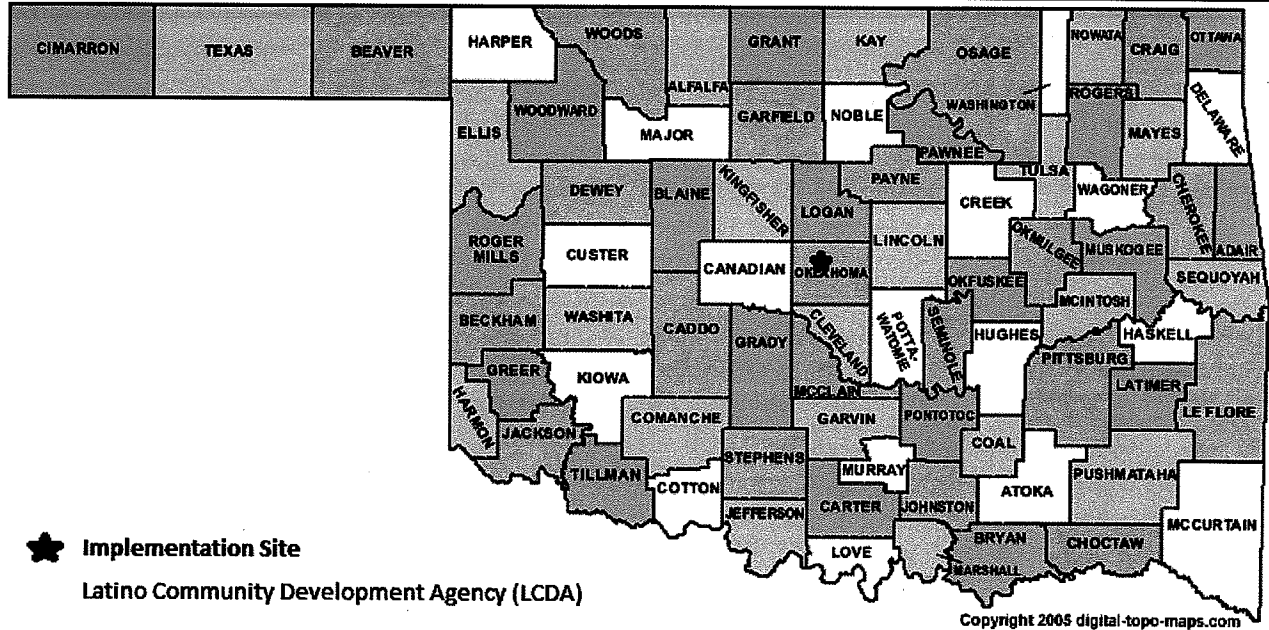 CIMARRON
TEXAS
BEAVER
HARPER
WOODS
ALFALFA
GRANT
KAY
OSAGE
WASHINGTON
NOWATA
CRAIG
OTTAWA
ELLIS
WOODWARD
MAJOR
GARFIELD
NOBLE
PAWNEE
ROGERS
MAYES
DELAWARE
DEWEY
BLAINE
KINGFISHER
LOGAN
PAYNE
CREEK
TULSA
WAGONER
CHEROKEE
ADAIR
ROGER
MILLS
CUSTER
CANADIAN
OKLAHOMA
LINCOLN
OKMULGEE
MUSKOGEE
SEQUOYAH
BECKHAM
WASHITA
CADDO
GRADY
CLEVELAND
POTTA-
WATOMIE
SEMINOLE
OKFUSKEE
HUGHES
MCINTOSH
HASKELL
PITTSBURG
LATIMER
LE FLORE
GREER
HARMON
KIOWA
JACKSON
COMANCHE
MCCLAIN
GARVIN
PONTOTOC
COAL
TILLMAN
COTTON
STEPHENS
MURRAY
ATOKA
PUSHMATAHA
JEFFERSON
CARTER
JOHNSTON
MCCURTAIN
LOVE
MARSHALL
BRYAN
CHOCTAW
Implementation Site
Latino Community Development Agency (LCDA)
Copyright 2005 digital-topo-maps.com